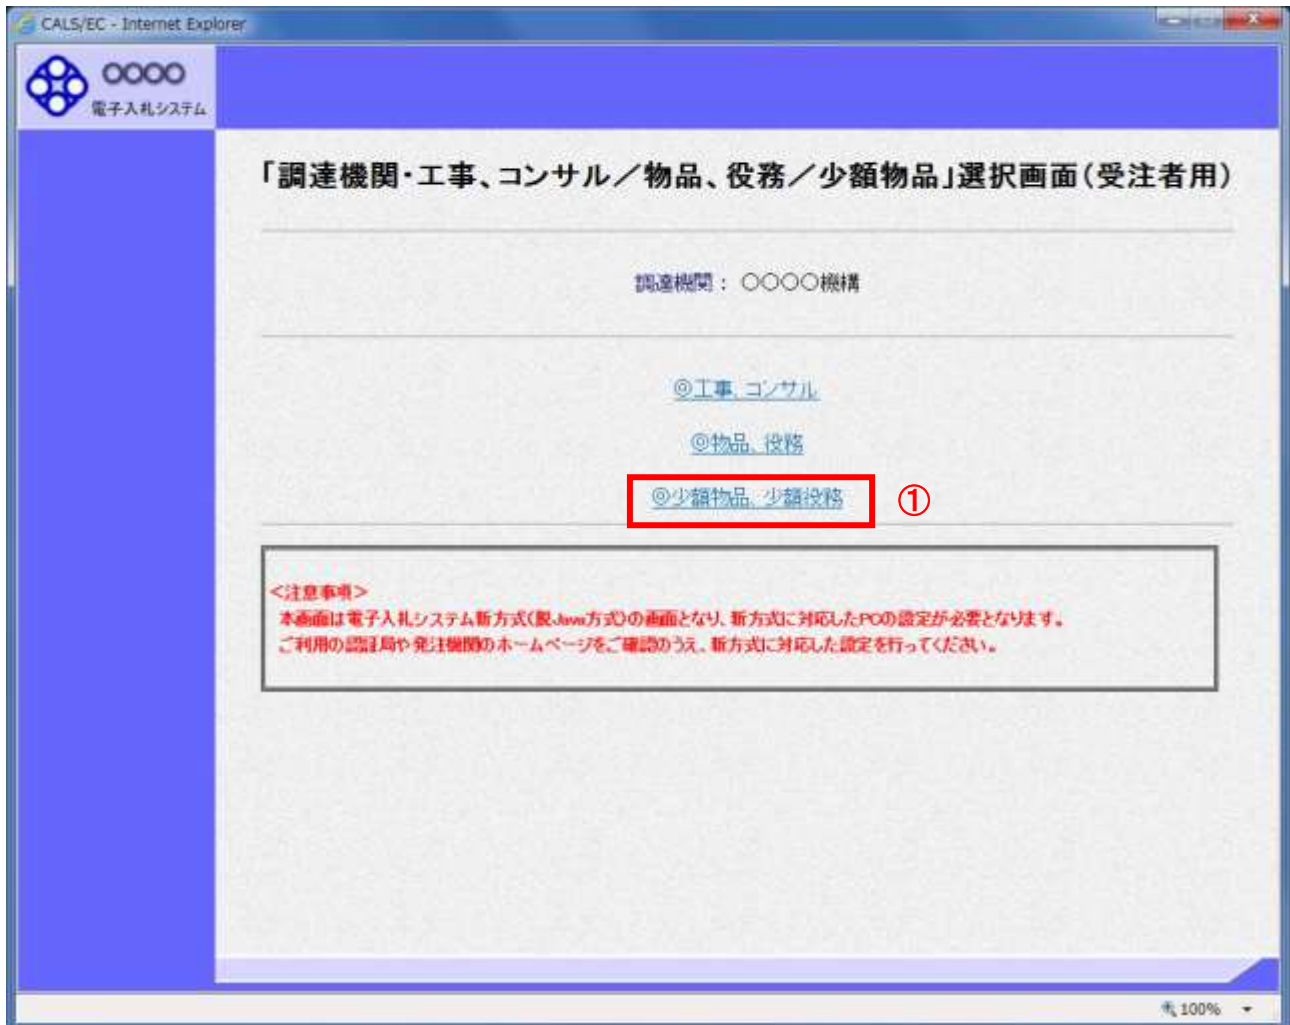 CALS/EC - Internet Explorer
○○○○
電子入札システム
「調達機関・工事、コンサル／物品、役務／少額物品」選択画面（受注者用）
調達機関： ○○○○機構
◎工事、コンサル
◎物品、役務
◎少額物品、少額役務
①
＜注意事項＞
本画面は電子入札システム新方式(脱Java方式)の画面となり、新方式に対応したPCの設定が必要となります。
ご利用の認証局や発注機関のホームページをご確認のうえ、新方式に対応した設定を行ってください。
100%